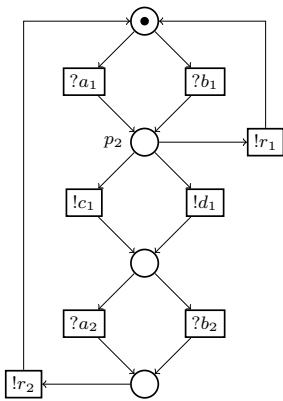 ?a₁ ?b₁
p₂ !r₁
!c₁ !d₁
?a₂ ?b₂
!r₂